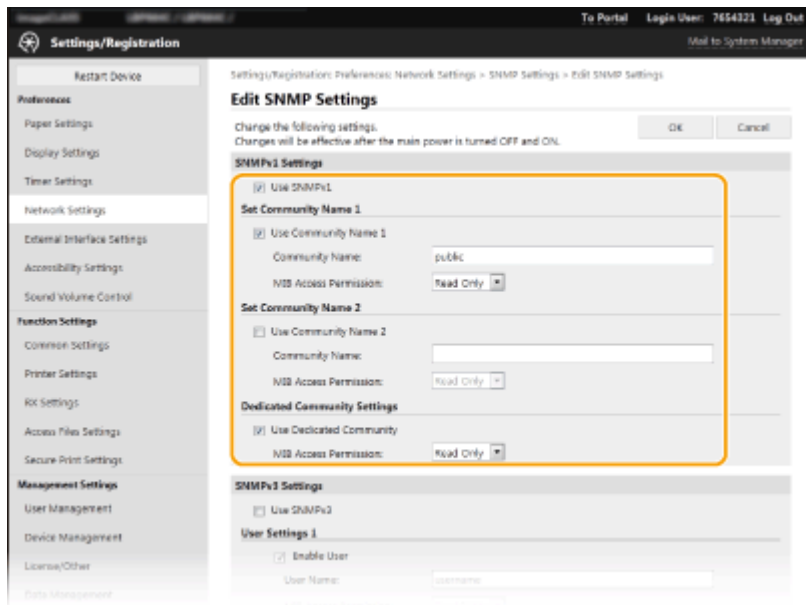 To Portal Login User: 7654321 Log Out
Settings/Registration
Mail to System Manager
Restart Device
Preferences
Paper Settings
Display Settings
Timer Settings
Network Settings
External Interface Settings
Accessibility Settings
Sound Volume Control
Function Settings
Common Settings
Printer Settings
RX Settings
Access Files Settings
Secure Print Settings
Management Settings
User Management
Device Management
License/Other
Data Management
Settings/Registration: Preferences: Network Settings > SNMP Settings > Edit SNMP Settings
Edit SNMP Settings
Change the following settings.
Changes will be effective after the main power is turned OFF and ON.
OK Cancel
SNMPv1 Settings
Use SNMPv1
Set Community Name 1
Use Community Name 1
Community Name: public
MIB Access Permission: Read Only
Set Community Name 2
Use Community Name 2
Community Name:
MIB Access Permission: Read Only
Dedicated Community Settings
Use Dedicated Community
MIB Access Permission: Read Only
SNMPv3 Settings
Use SNMPv3
User Settings 1
Enable User
User Name: username